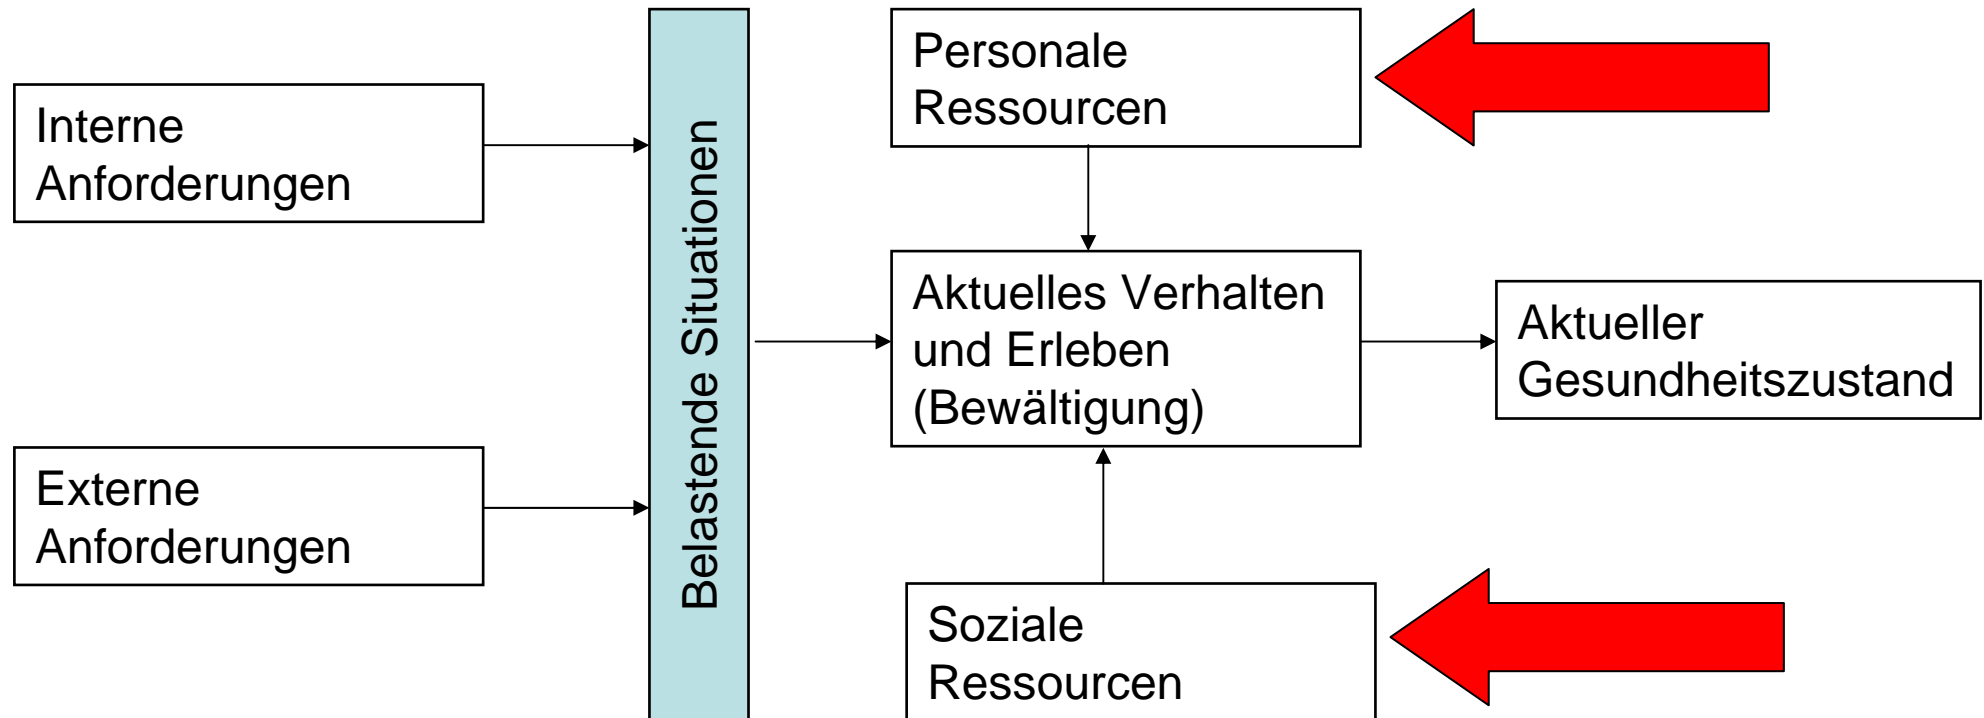 Interne
Anforderungen
Externe
Anforderungen
Belastende Situationen
Personale
Ressourcen
Aktuelles Verhalten
und Erleben
(Bewältigung)
Soziale
Ressourcen
Aktueller
Gesundheitszustand